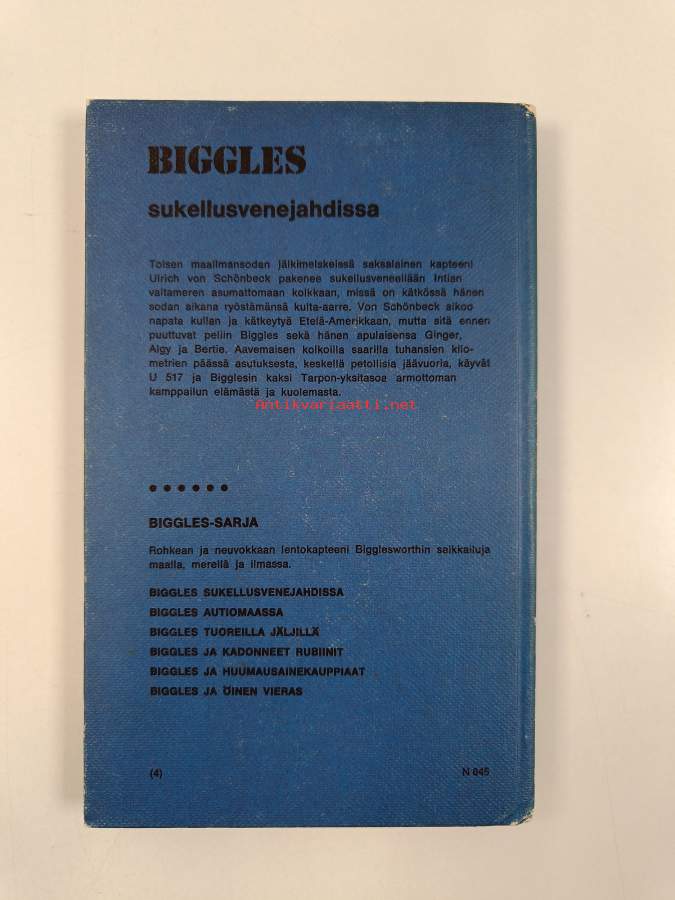 BIGGLES
sukellusvenejahdissa
Toisen maailmansodan jälkimelskeissä saksalainen kapteeni
Ulrich von Schönbeck pakenee sukellusveneellään Intian
valtameren asumattomaan kolkkaan, missä on kätkössä hänen
sodan aikana ryöstämänsä kulta-aarre. Von Schönbeck aikoo
napata kullan ja kätkeytyä Etelä-Amerikkaan, mutta sitä ennen
puuttuvat peliin Biggles sekä hänen apulaisensa Ginger,
Algy ja Bertie. Aavemaisen kolkoilla saarilla tuhansien kilo-
metrien päässä asutuksesta, keskellä petollisia jäävuoria, käyvät
U 517 ja Bigglesin kaksi Tarpon-yksitasoa armottoman
kamppailun elämästä ja kuolemasta.
Antikvariaatti.net
BIGGLES-SARJA
Rohkean ja neuvokkaan lentokapteeni Bigglesworthin seikkailuja
maalla, merellä ja ilmassa.
BIGGLES SUKELLUSVENEJAHDISSA
BIGGLES AUTIOMAASSA
BIGGLES TUOREILLA JÄLJILLÄ
BIGGLES JA KADONNEET RUBIINIT
BIGGLES JA HUUMAUSAINEKAUPPIAAT
BIGGLES JA ÖINEN VIERAS
(4)
N 645